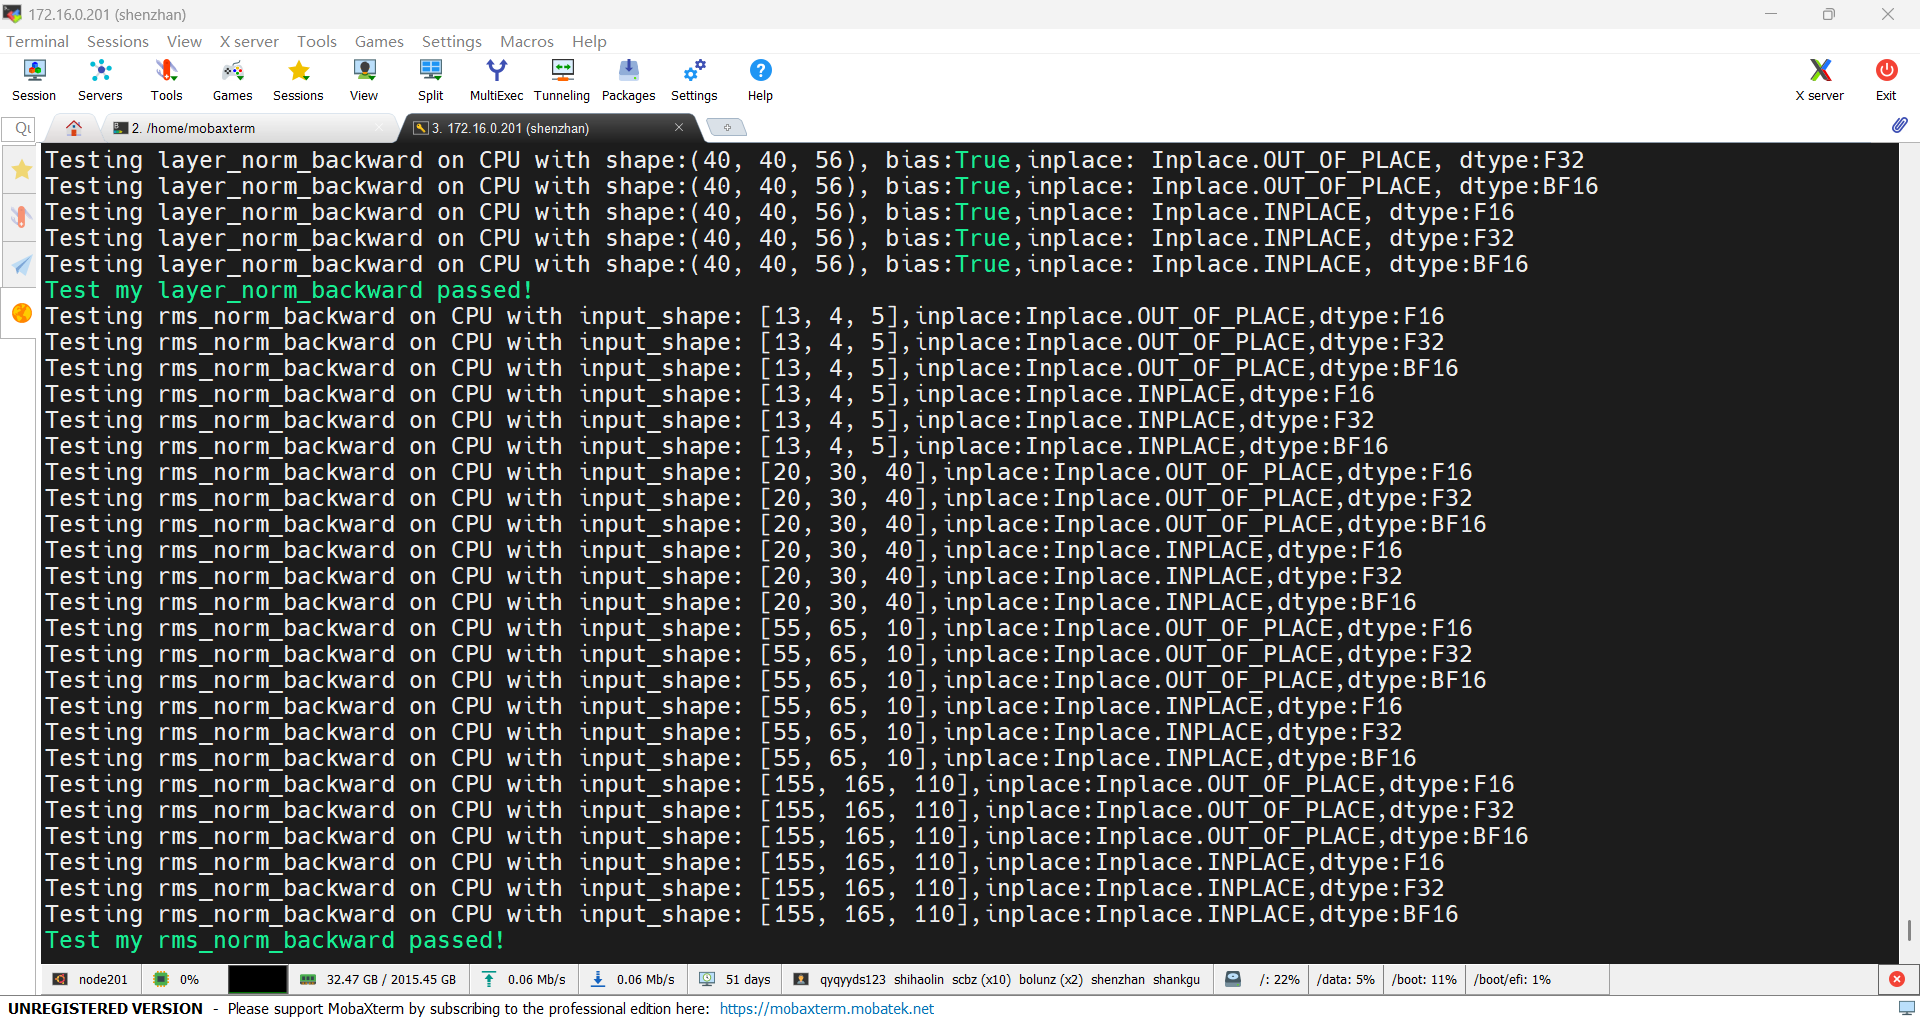 172.16.0.201 (shenzhan)
Terminal Sessions View X server Tools Games Settings Macros Help
Session Servers Tools Games Sessions View Split MultiExec Tunneling Packages Settings Help X server Exit
Qu 2. /home/mobaxterm 3. 172.16.0.201 (shenzhan)
Testing layer_norm_backward on CPU with shape:(40, 40, 56), bias:True,inplace: Inplace.OUT_OF_PLACE, dtype:F32
Testing layer_norm_backward on CPU with shape:(40, 40, 56), bias:True,inplace: Inplace.OUT_OF_PLACE, dtype:BF16
Testing layer_norm_backward on CPU with shape:(40, 40, 56), bias:True,inplace: Inplace.INPLACE, dtype:F16
Testing layer_norm_backward on CPU with shape:(40, 40, 56), bias:True,inplace: Inplace.INPLACE, dtype:F32
Testing layer_norm_backward on CPU with shape:(40, 40, 56), bias:True,inplace: Inplace.INPLACE, dtype:BF16
Test my layer_norm_backward passed!
Testing rms_norm_backward on CPU with input_shape: [13, 4, 5],inplace:Inplace.OUT_OF_PLACE,dtype:F16
Testing rms_norm_backward on CPU with input_shape: [13, 4, 5],inplace:Inplace.OUT_OF_PLACE,dtype:F32
Testing rms_norm_backward on CPU with input_shape: [13, 4, 5],inplace:Inplace.OUT_OF_PLACE,dtype:BF16
Testing rms_norm_backward on CPU with input_shape: [13, 4, 5],inplace:Inplace.INPLACE,dtype:F16
Testing rms_norm_backward on CPU with input_shape: [13, 4, 5],inplace:Inplace.INPLACE,dtype:F32
Testing rms_norm_backward on CPU with input_shape: [13, 4, 5],inplace:Inplace.INPLACE,dtype:BF16
Testing rms_norm_backward on CPU with input_shape: [20, 30, 40],inplace:Inplace.OUT_OF_PLACE,dtype:F16
Testing rms_norm_backward on CPU with input_shape: [20, 30, 40],inplace:Inplace.OUT_OF_PLACE,dtype:F32
Testing rms_norm_backward on CPU with input_shape: [20, 30, 40],inplace:Inplace.OUT_OF_PLACE,dtype:BF16
Testing rms_norm_backward on CPU with input_shape: [20, 30, 40],inplace:Inplace.INPLACE,dtype:F16
Testing rms_norm_backward on CPU with input_shape: [20, 30, 40],inplace:Inplace.INPLACE,dtype:F32
Testing rms_norm_backward on CPU with input_shape: [20, 30, 40],inplace:Inplace.INPLACE,dtype:BF16
Testing rms_norm_backward on CPU with input_shape: [55, 65, 10],inplace:Inplace.OUT_OF_PLACE,dtype:F16
Testing rms_norm_backward on CPU with input_shape: [55, 65, 10],inplace:Inplace.OUT_OF_PLACE,dtype:F32
Testing rms_norm_backward on CPU with input_shape: [55, 65, 10],inplace:Inplace.OUT_OF_PLACE,dtype:BF16
Testing rms_norm_backward on CPU with input_shape: [55, 65, 10],inplace:Inplace.INPLACE,dtype:F16
Testing rms_norm_backward on CPU with input_shape: [55, 65, 10],inplace:Inplace.INPLACE,dtype:F32
Testing rms_norm_backward on CPU with input_shape: [55, 65, 10],inplace:Inplace.INPLACE,dtype:BF16
Testing rms_norm_backward on CPU with input_shape: [155, 165, 110],inplace:Inplace.OUT_OF_PLACE,dtype:F16
Testing rms_norm_backward on CPU with input_shape: [155, 165, 110],inplace:Inplace.OUT_OF_PLACE,dtype:F32
Testing rms_norm_backward on CPU with input_shape: [155, 165, 110],inplace:Inplace.OUT_OF_PLACE,dtype:BF16
Testing rms_norm_backward on CPU with input_shape: [155, 165, 110],inplace:Inplace.INPLACE,dtype:F16
Testing rms_norm_backward on CPU with input_shape: [155, 165, 110],inplace:Inplace.INPLACE,dtype:F32
Testing rms_norm_backward on CPU with input_shape: [155, 165, 110],inplace:Inplace.INPLACE,dtype:BF16
Test my rms_norm_backward passed!
node201 0% 32.47 GB / 2015.45 GB 0.06 Mb/s 0.06 Mb/s 51 days qyqyyds123 shihaolin scbz (x10) bolunz (x2) shenzhan shankgu /: 22% /data: 5% /boot: 11% /boot/efi: 1%
UNREGISTERED VERSION - Please support MobaXterm by subscribing to the professional edition here: https://mobaxterm.mobatek.net